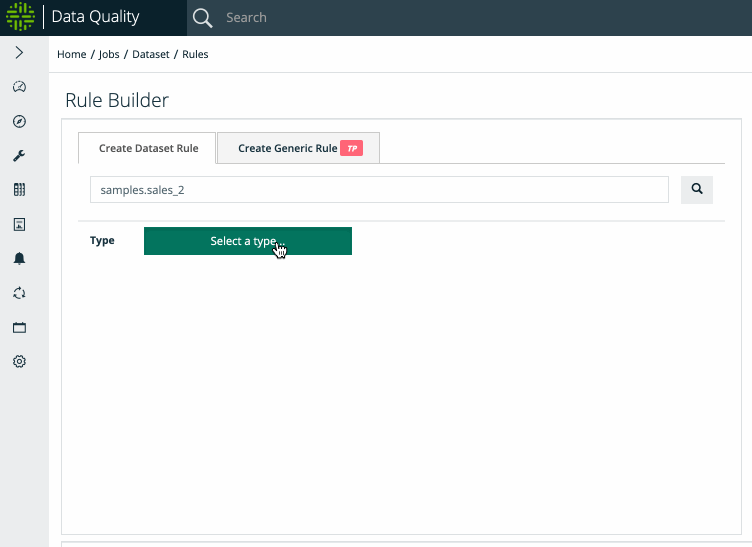 Data Quality
Search
Home / Jobs / Dataset / Rules
Rule Builder
Create Dataset Rule
Create Generic Rule TP
samples.sales_2
Type
Select a type...